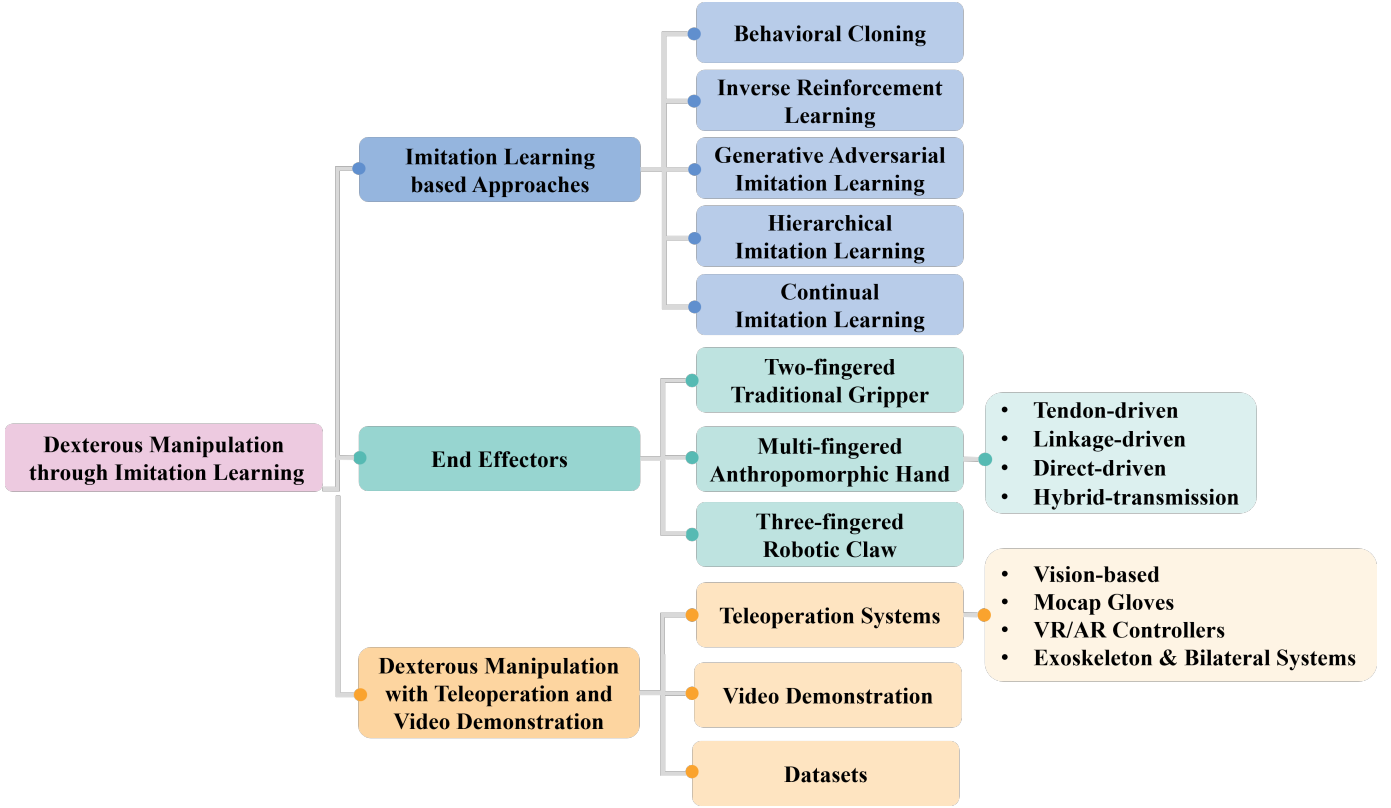 Dexterous Manipulation
through Imitation Learning
Imitation Learning
based Approaches
Behavioral Cloning
Inverse Reinforcement
Learning
Generative Adversarial
Imitation Learning
Hierarchical
Imitation Learning
Continual
Imitation Learning
End Effectors
Two-fingered
Traditional Gripper
Multi-fingered
Anthropomorphic Hand
• Tendon-driven
• Linkage-driven
• Direct-driven
• Hybrid-transmission
Three-fingered
Robotic Claw
Dexterous Manipulation
with Teleoperation and
Video Demonstration
Teleoperation Systems
• Vision-based
• Mocap Gloves
• VR/AR Controllers
• Exoskeleton & Bilateral Systems
Video Demonstration
Datasets